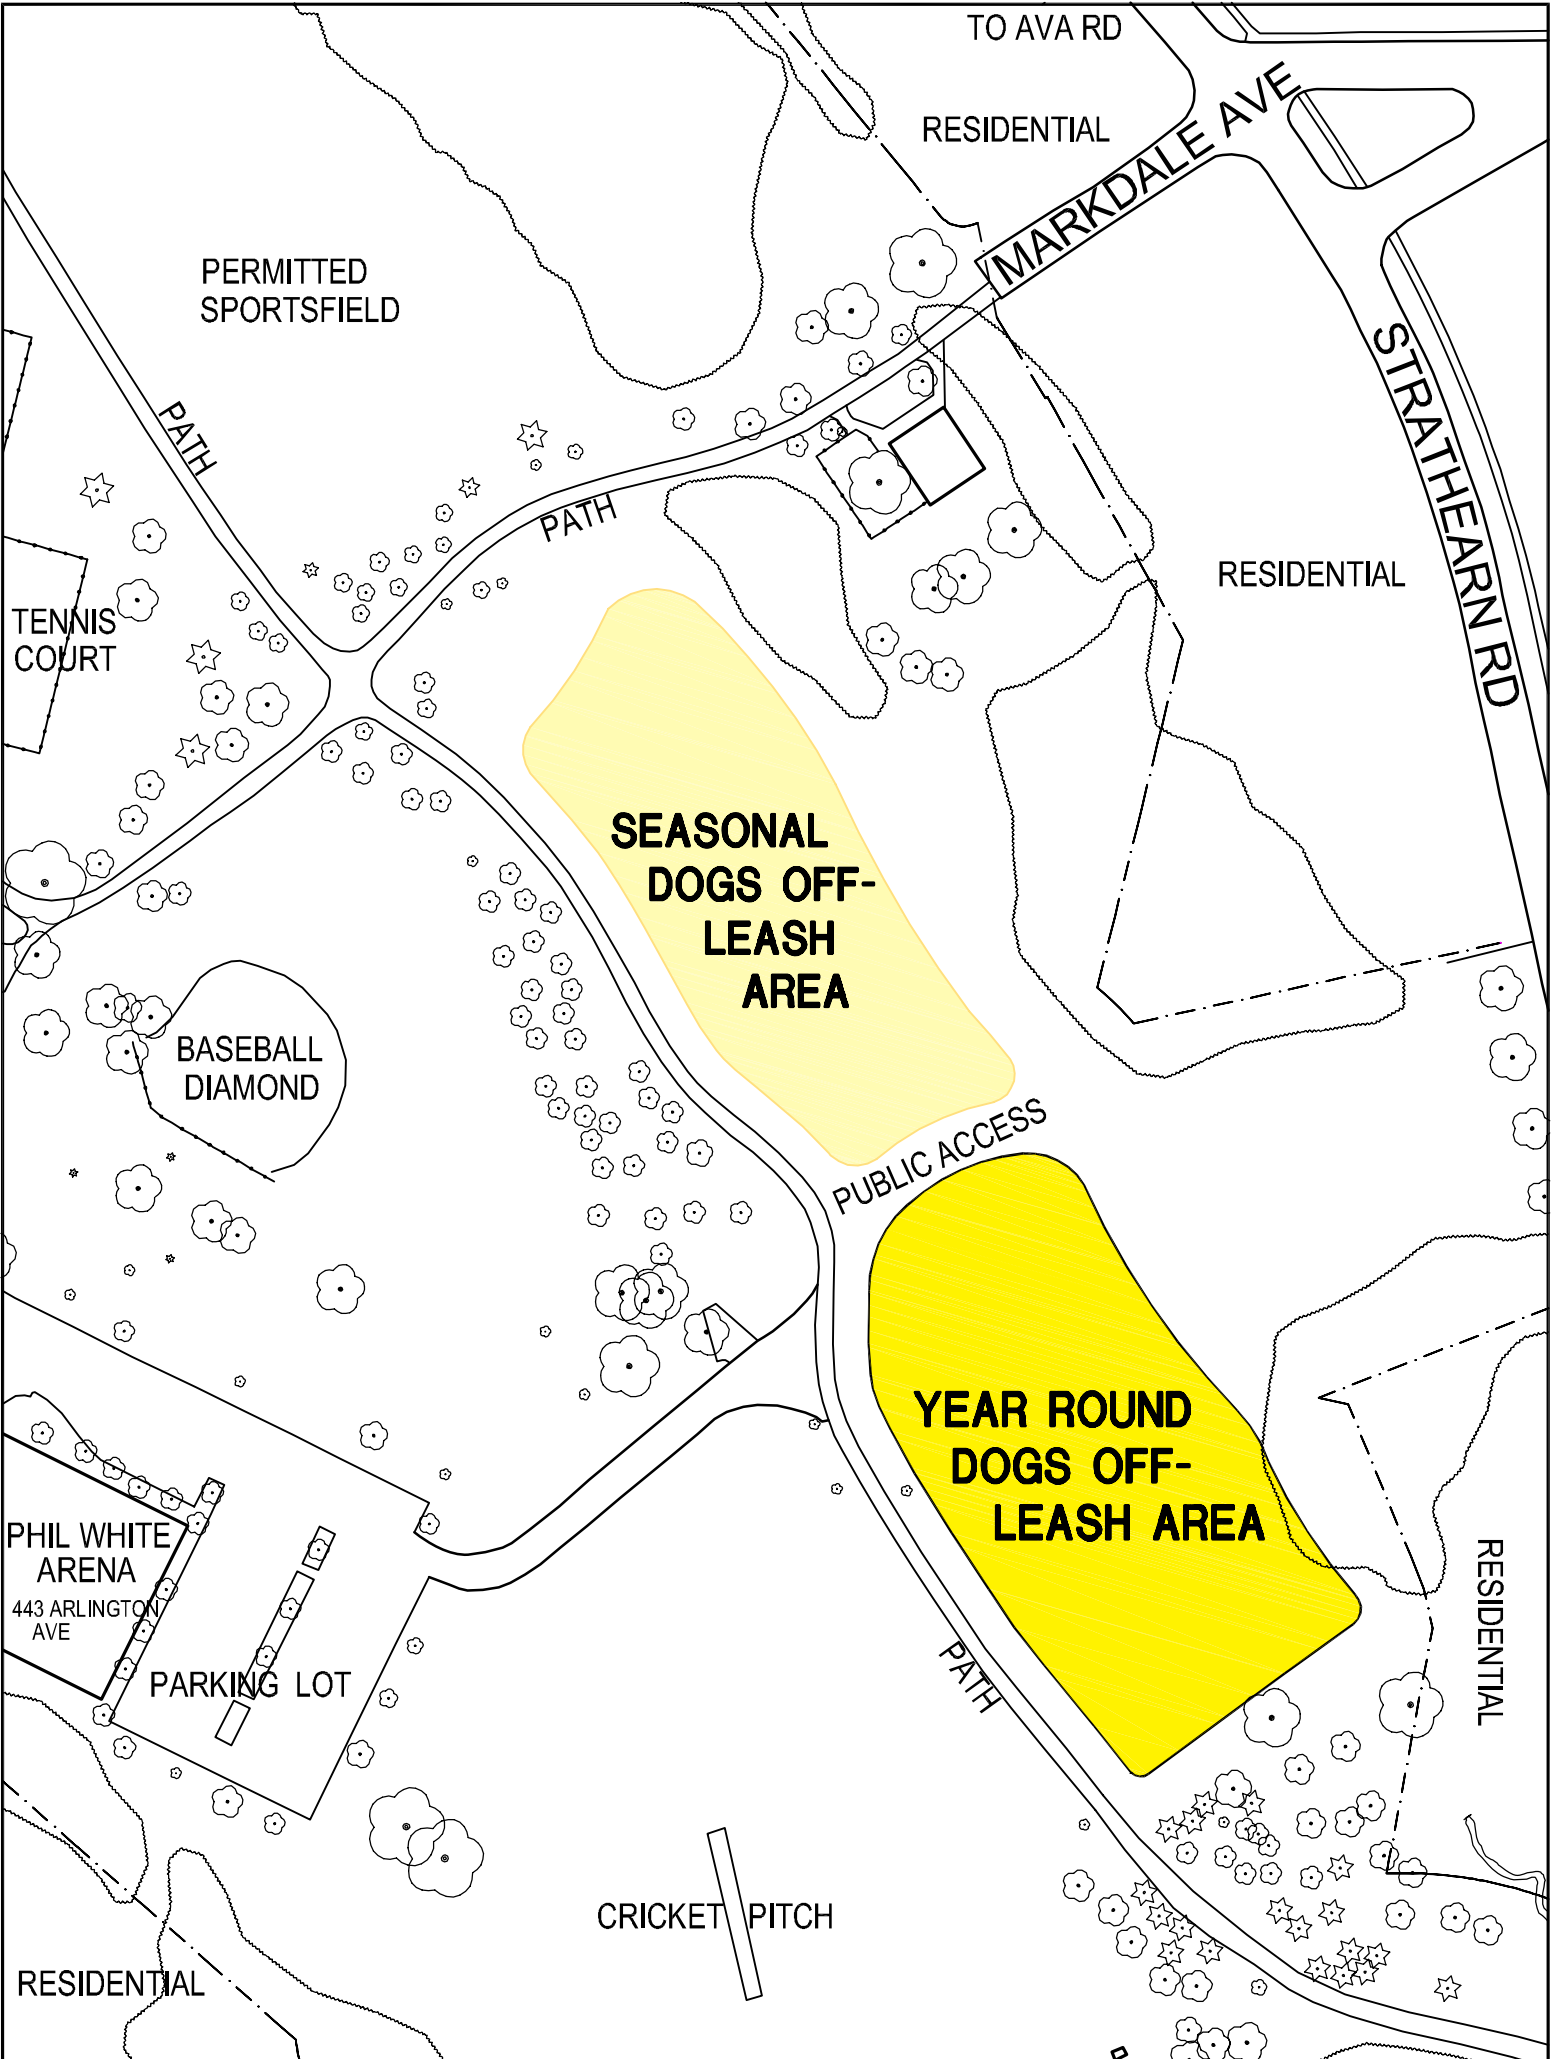 TO AVA RD
RESIDENTIAL
MARKDALE AVE
PERMITTED
SPORTSFIELD
STRATHEARN RD
PATH
PATH
RESIDENTIAL
TENNIS
COURT
SEASONAL
DOGS OFF-
LEASH
AREA
BASEBALL
DIAMOND
PUBLIC ACCESS
YEAR ROUND
DOGS OFF-
LEASH AREA
PHIL WHITE
ARENA
443 ARLINGTON
AVE
RESIDENTIAL
PATH
PARKING LOT
CRICKET PITCH
RESIDENTIAL